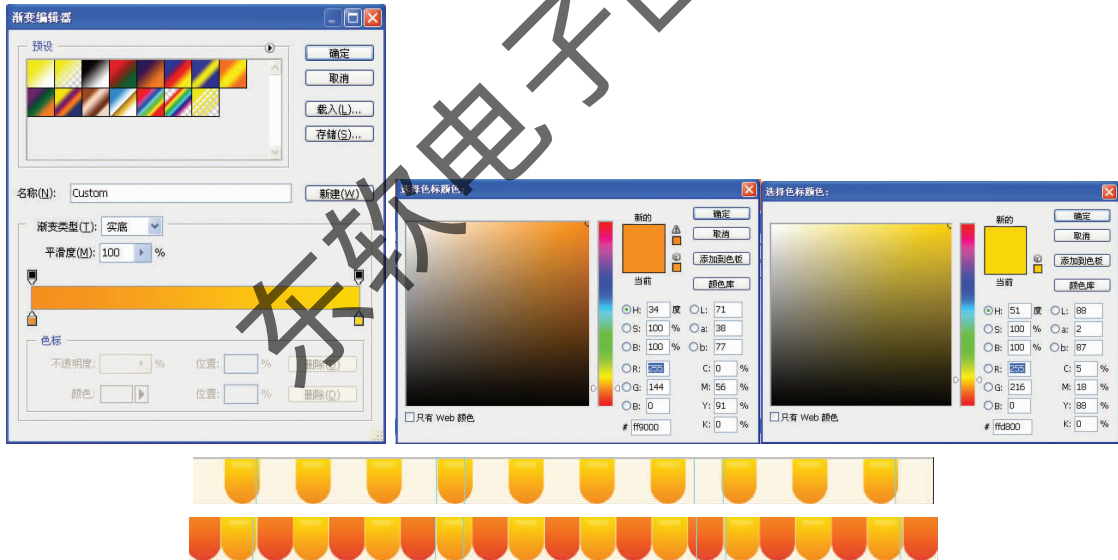 渐变编辑器
预设
确定
取消
载入(L)...
存储(S)...
名称(N): Custom
新建(W)
渐变类型(T): 实底
平滑度(M): 100 %
色标
不透明度: % 位置: % 删除(D)
颜色: 位置: % 删除(D)
选择色标颜色:
新的
当前
确定
取消
添加到色板
颜色库
H: 34 度 L: 71
S: 100 % a: 38
B: 100 % b: 77
R: 255 C: 0 %
G: 144 M: 56 %
B: 0 Y: 91 %
# ff9000 K: 0 %
只有 Web 颜色
选择色标颜色:
新的
当前
确定
取消
添加到色板
颜色库
H: 51 度 L: 88
S: 100 % a: 2
B: 100 % b: 87
R: 255 C: 5 %
G: 216 M: 18 %
B: 0 Y: 88 %
# ffd800 K: 0 %
只有 Web 颜色
东软电子